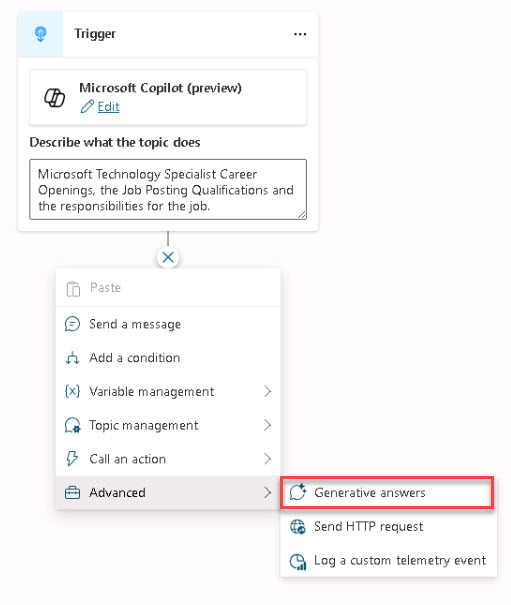 Trigger
Microsoft Copilot (preview)
Edit
Describe what the topic does
Microsoft Technology Specialist Career
Openings, the Job Posting Qualifications and
the responsibilities for the job.
Paste
Send a message
Add a condition
{x} Variable management
Topic management
Call an action
Advanced
Generative answers
Send HTTP request
Log a custom telemetry event